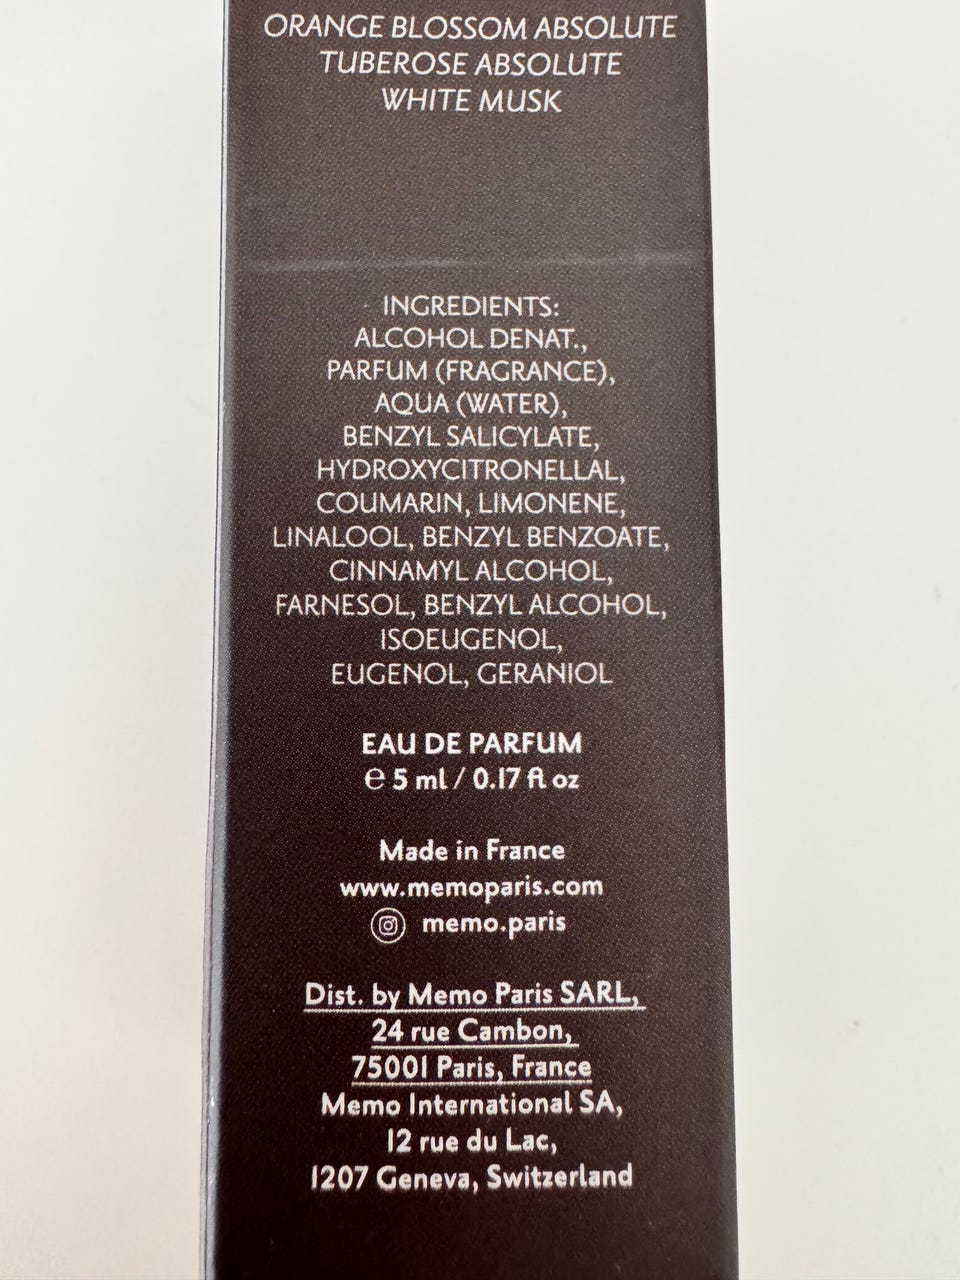 ORANGE BLOSSOM ABSOLUTE
TUBEROSE ABSOLUTE
WHITE MUSK
INGREDIENTS:
ALCOHOL DENAT.,
PARFUM (FRAGRANCE),
AQUA (WATER),
BENZYL SALICYLATE,
HYDROXYCITRONELLAL,
COUMARIN, LIMONENE,
LINALOOL, BENZYL BENZOATE,
CINNAMYL ALCOHOL,
FARNESOL, BENZYL ALCOHOL,
ISOEUGENOL,
EUGENOL, GERANIOL
EAU DE PARFUM
℮ 5 ml / 0.17 fl oz
Made in France
www.memoparis.com
memo.paris
Dist. by Memo Paris SARL,
24 rue Cambon,
75001 Paris, France
Memo International SA,
12 rue du Lac,
1207 Geneva, Switzerland